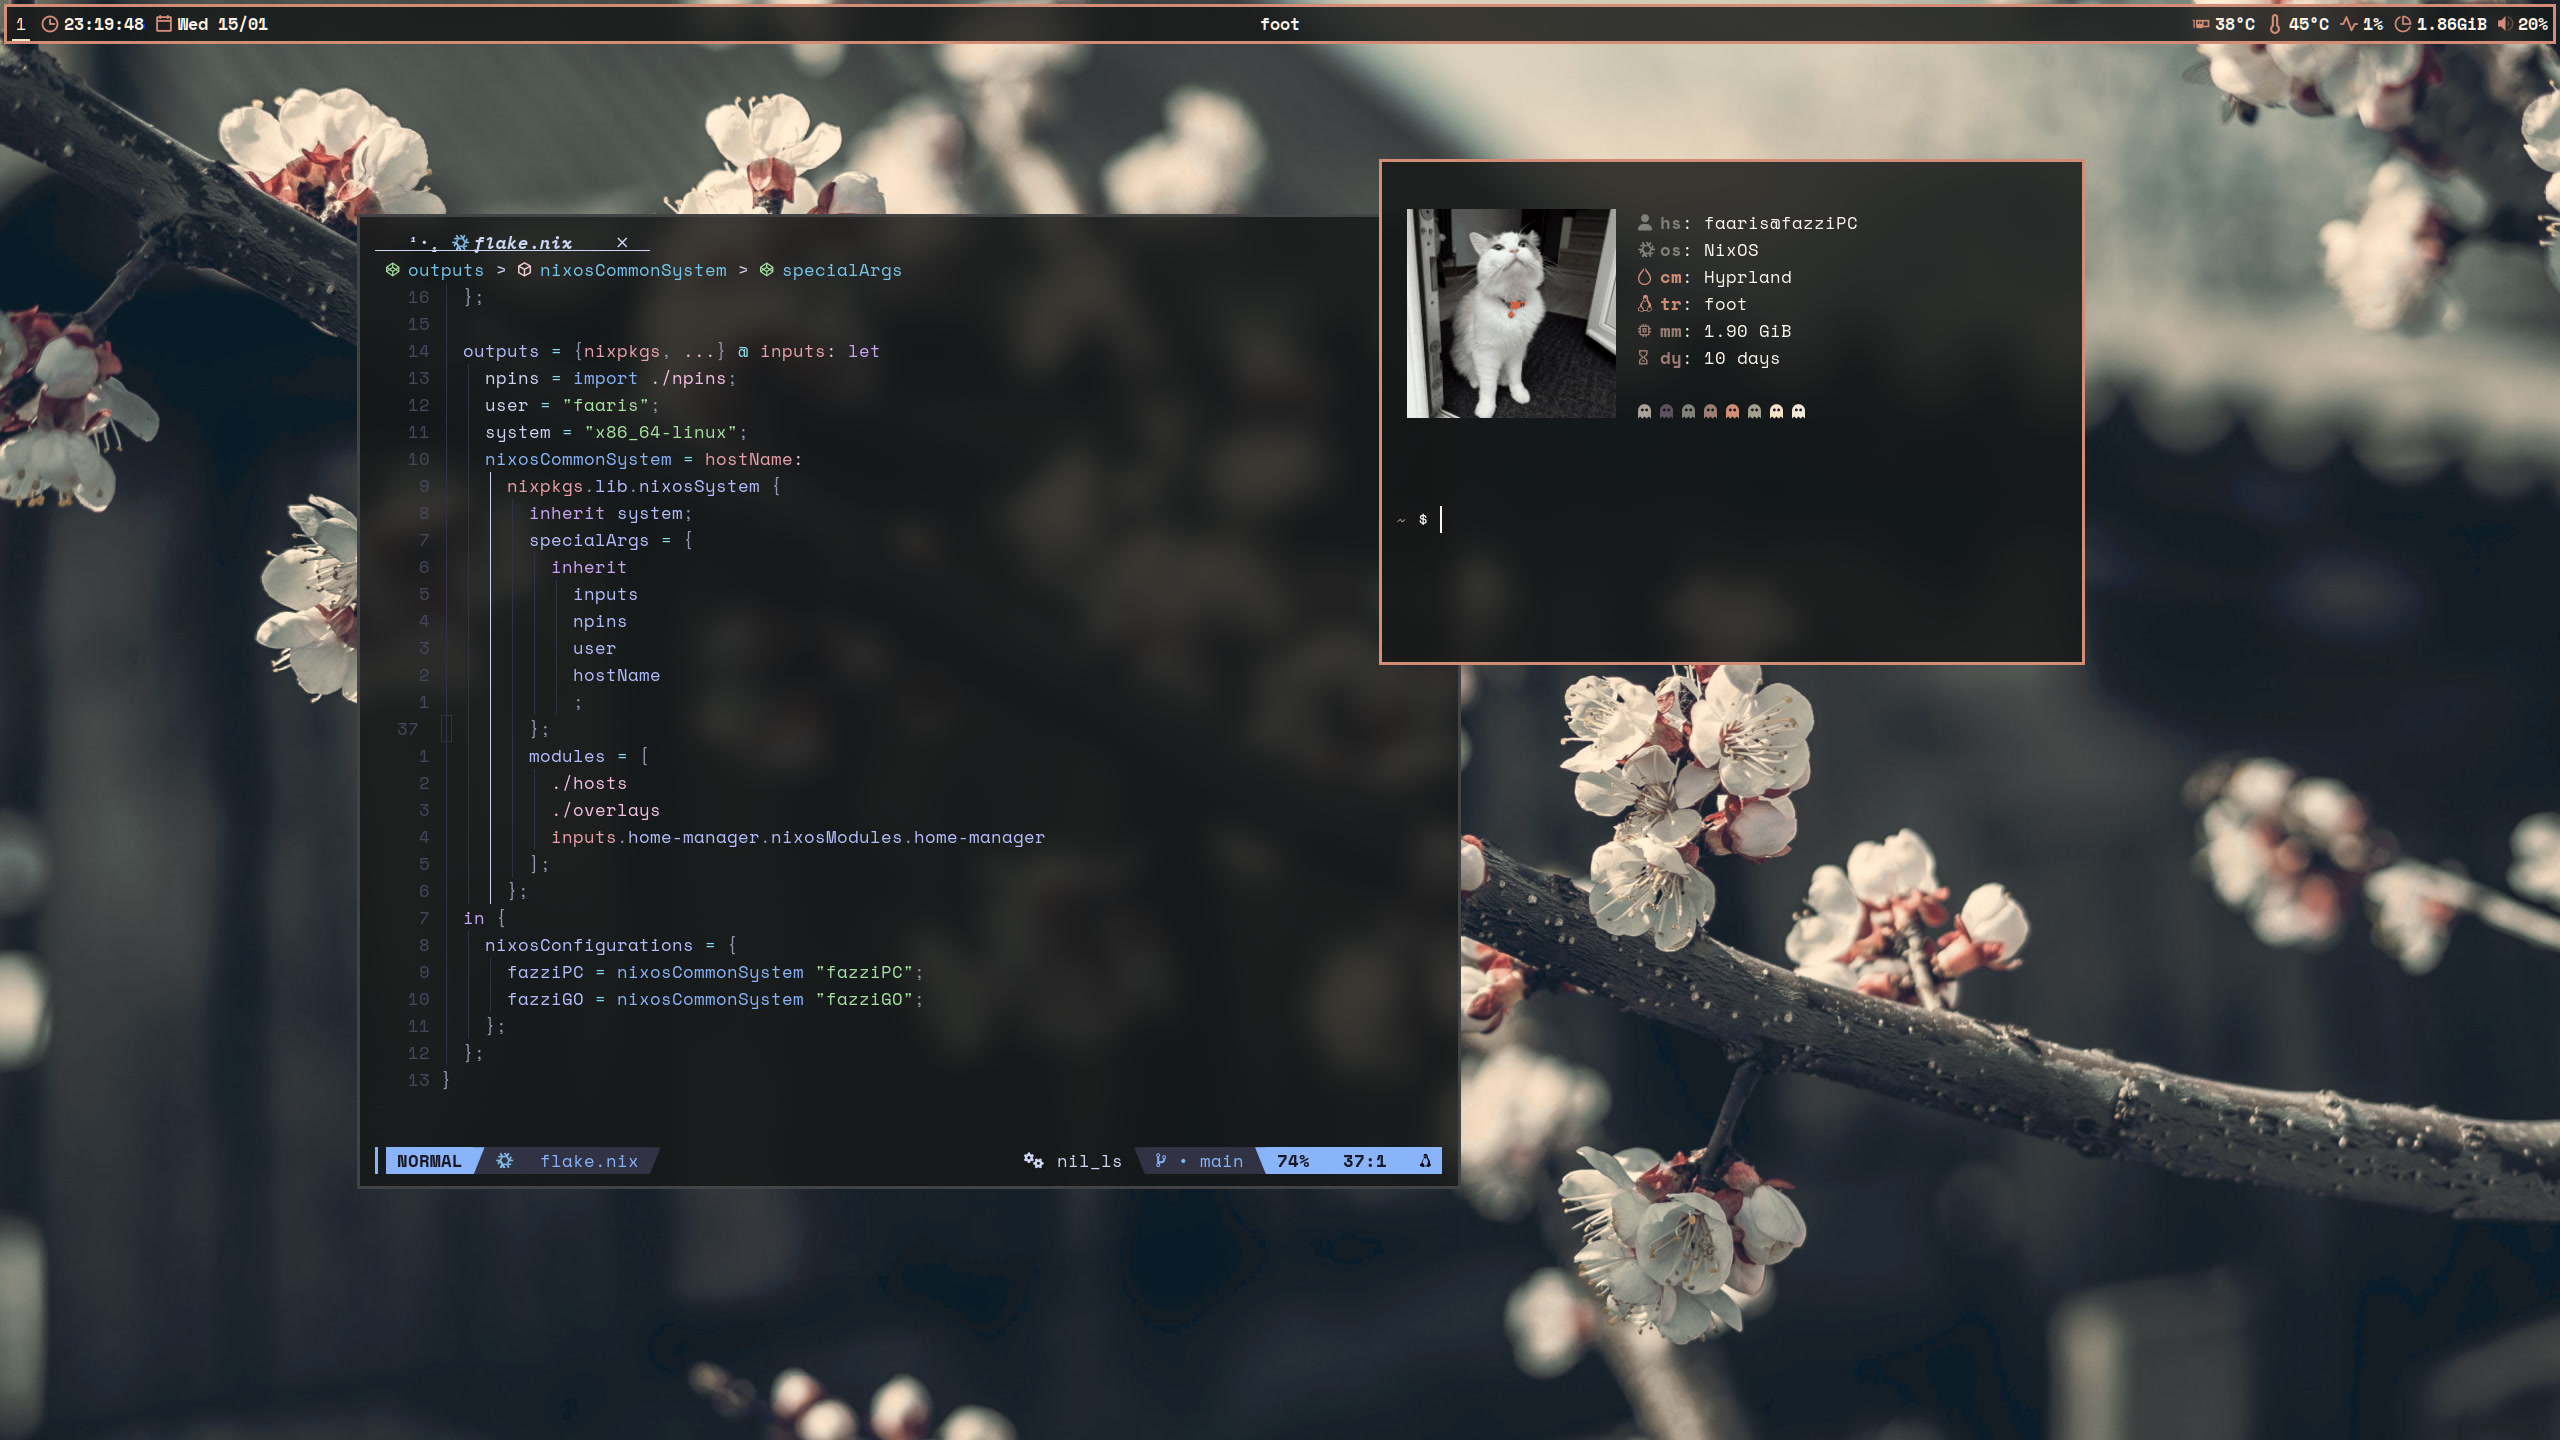 1 23:19:48 Wed 15/01 foot 38°C 45°C 1% 1.86GiB 20%
flake.nix ×
outputs > nixosCommonSystem > specialArgs
16 };
15
14 outputs = {nixpkgs, ...} @ inputs: let
13 npins = import ./npins;
12 user = "faaris";
11 system = "x86_64-linux";
10 nixosCommonSystem = hostName:
9 nixpkgs.lib.nixosSystem {
8 inherit system;
7 specialArgs = {
6 inherit
5 inputs
4 npins
3 user
2 hostName
1 ;
37 };
1 modules = [
2 ./hosts
3 ./overlays
4 inputs.home-manager.nixosModules.home-manager
5 ];
6 };
7 in {
8 nixosConfigurations = {
9 fazziPC = nixosCommonSystem "fazziPC";
10 fazziGO = nixosCommonSystem "fazziGO";
11 };
12 };
13 }
NORMAL flake.nix nil_ls • main 74% 37:1
hs: faaris@fazziPC
os: NixOS
cm: Hyprland
tr: foot
mm: 1.90 GiB
dy: 10 days
~ $